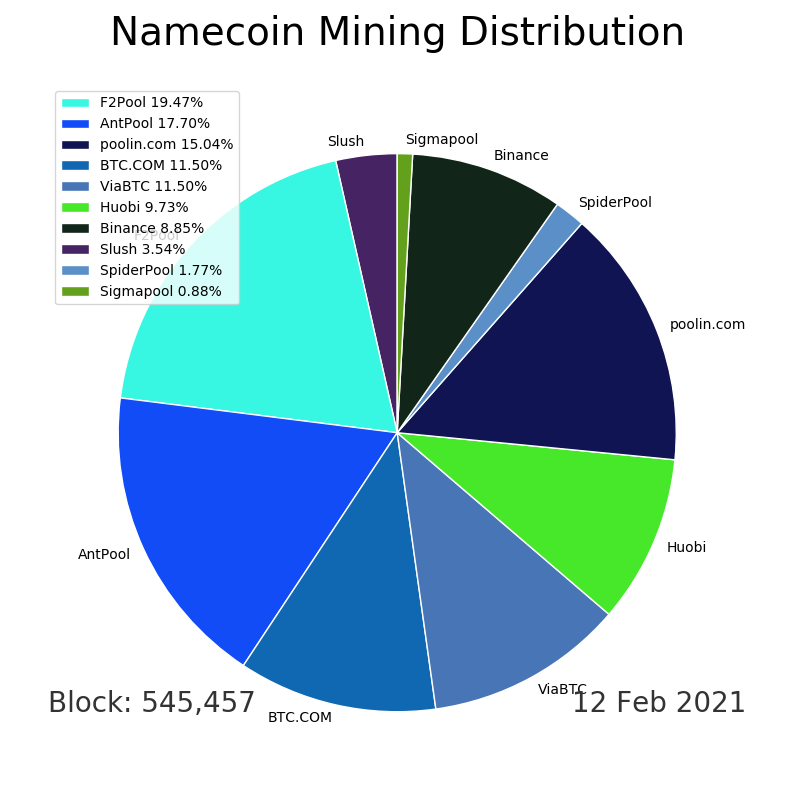 Namecoin Mining Distribution
F2Pool 19.47%
AntPool 17.70%
poolin.com 15.04%
BTC.COM 11.50%
ViaBTC 11.50%
Huobi 9.73%
Binance 8.85%
Slush 3.54%
SpiderPool 1.77%
Sigmapool 0.88%
F2Pool
Slush
Sigmapool
Binance
SpiderPool
poolin.com
Huobi
AntPool
ViaBTC
BTC.COM
Block: 545,457
12 Feb 2021